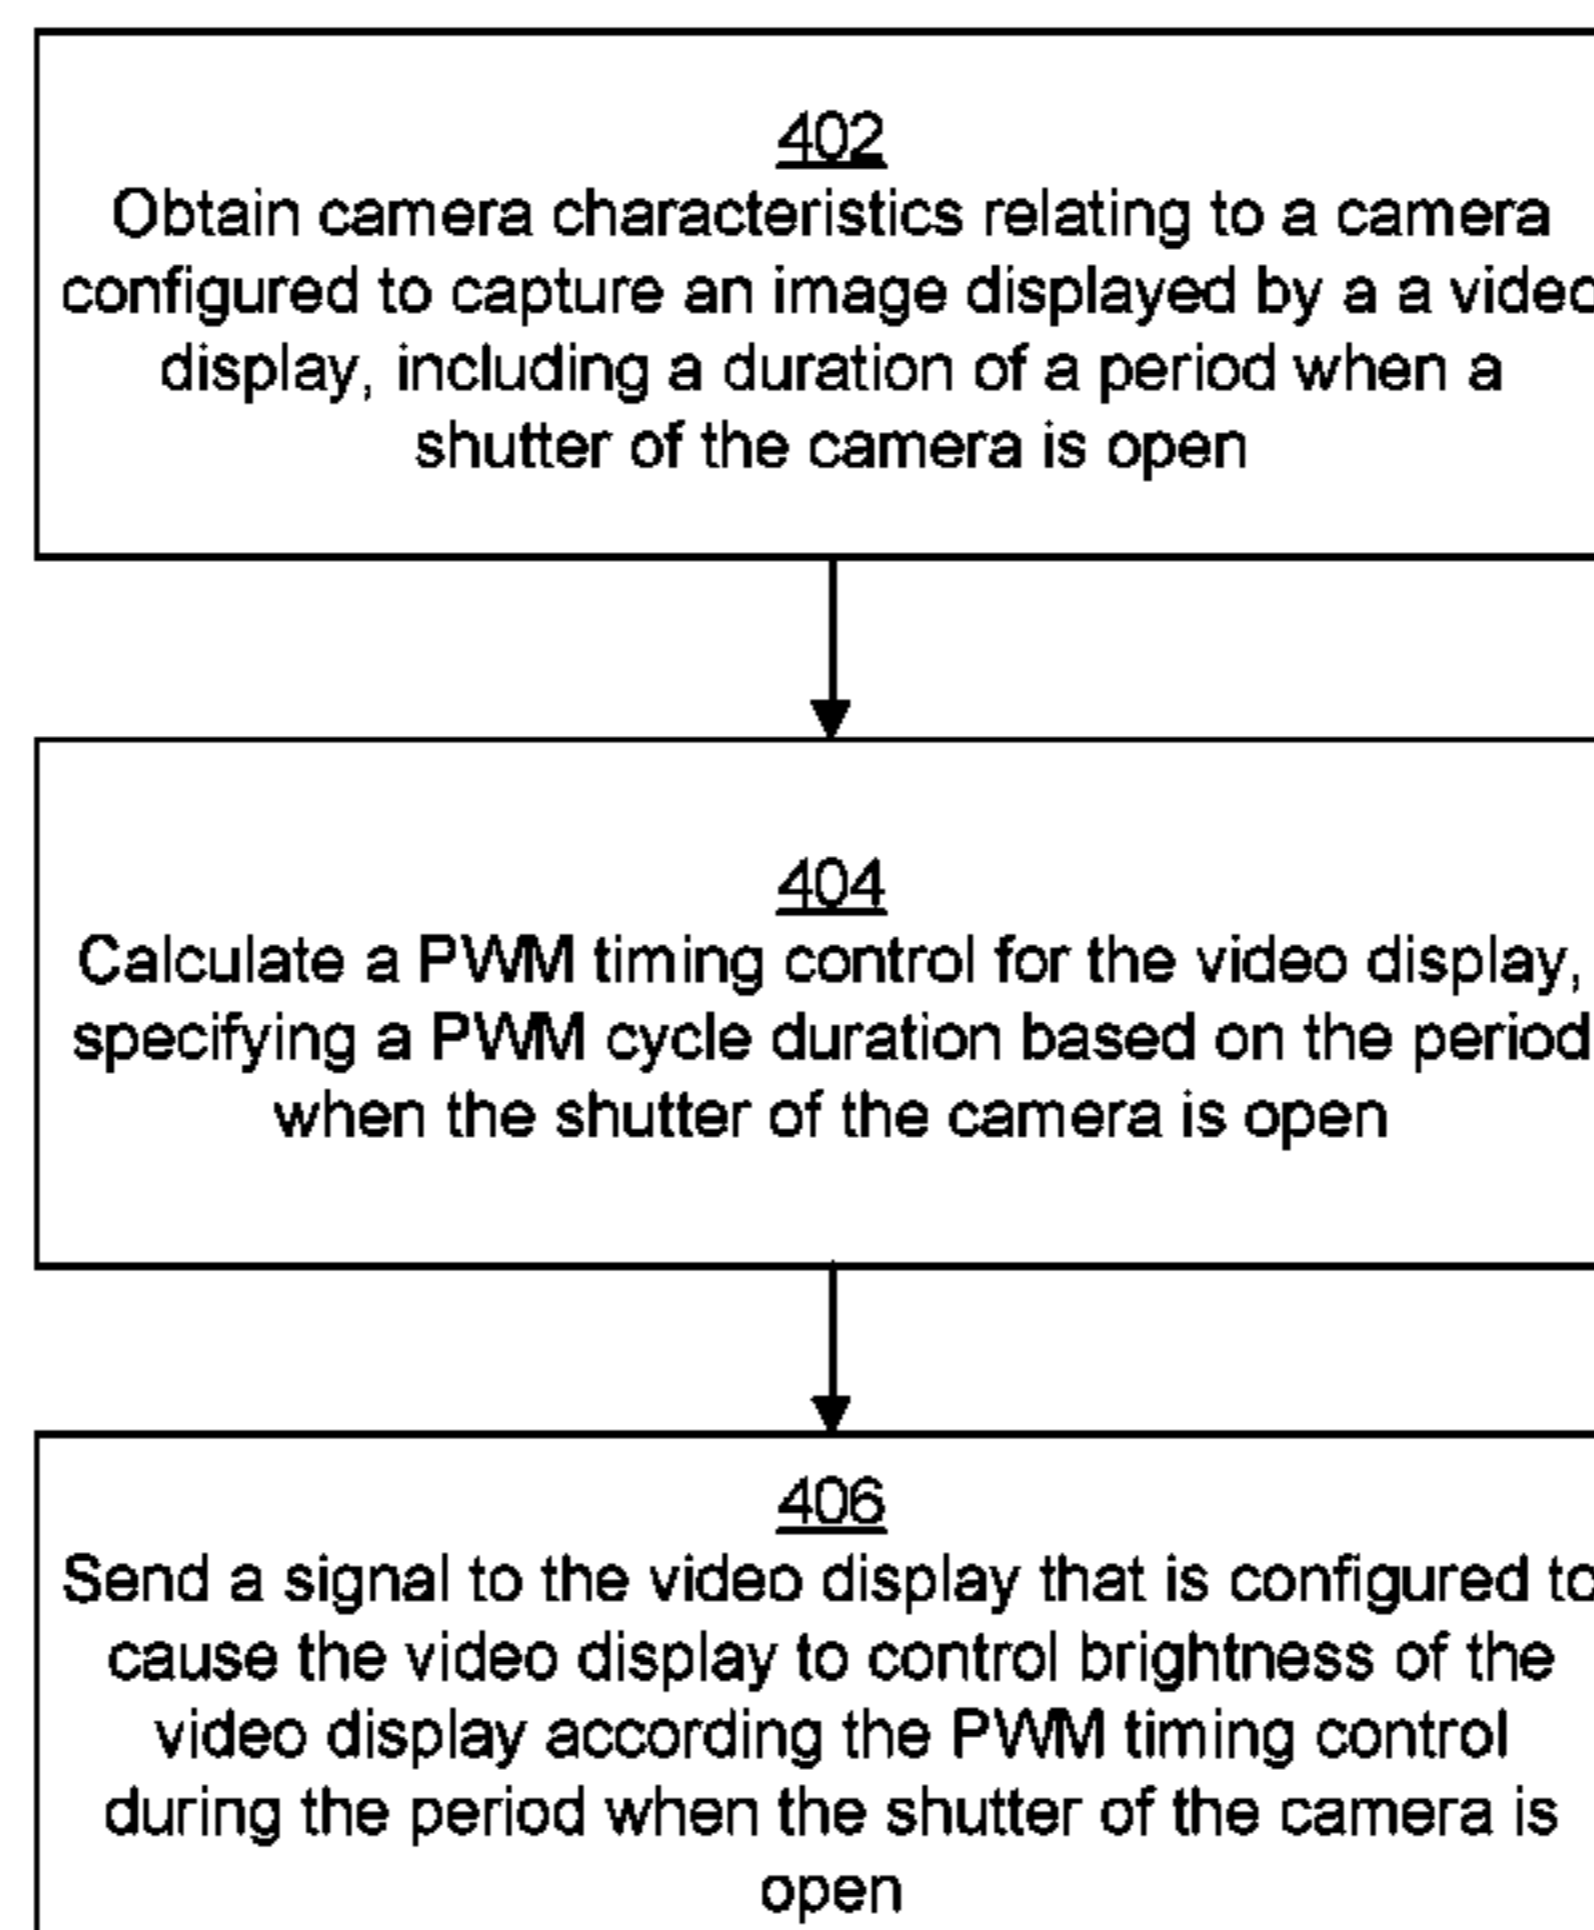 402
Obtain camera characteristics relating to a camera
configured to capture an image displayed by a a video
display, including a duration of a period when a
shutter of the camera is open
404
Calculate a PWM timing control for the video display,
specifying a PWM cycle duration based on the period
when the shutter of the camera is open
406
Send a signal to the video display that is configured to
cause the video display to control brightness of the
video display according the PWM timing control
during the period when the shutter of the camera is
open